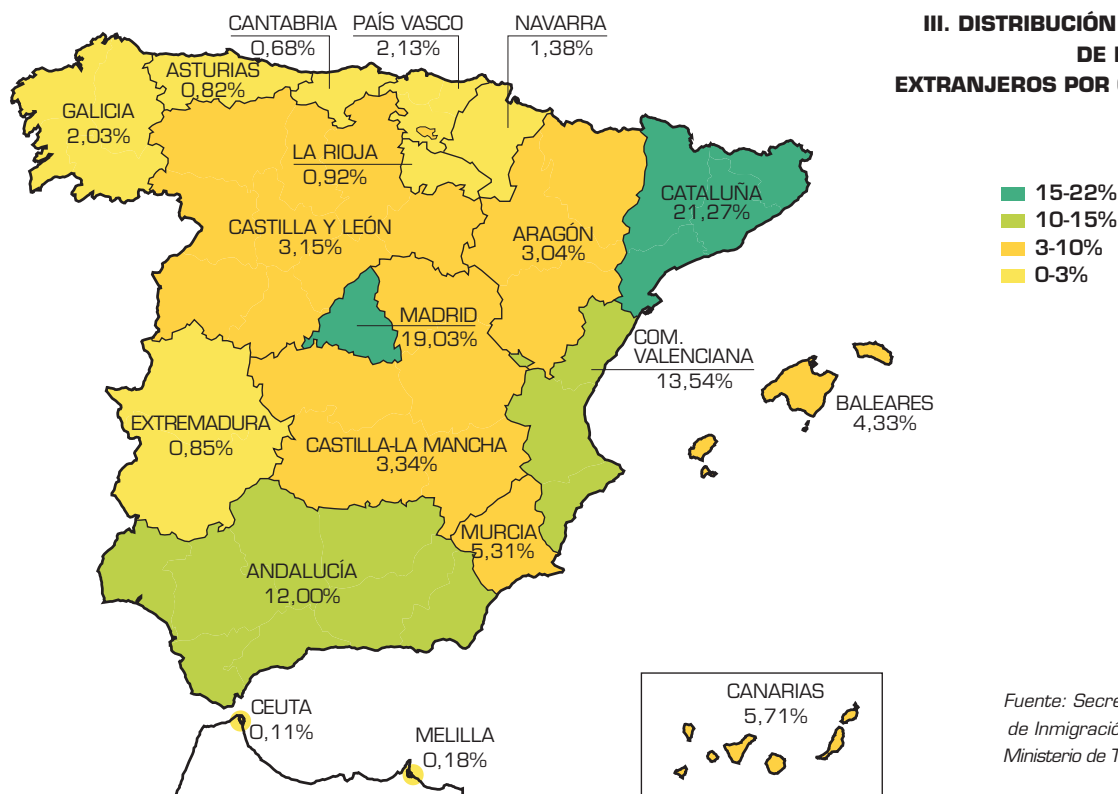 III. DISTRIBUCIÓN
DE
EXTRANJEROS POR
CANTABRIA
0,68%
PAÍS VASCO
2,13%
NAVARRA
1,38%
ASTURIAS
0,82%
GALICIA
2,03%
LA RIOJA
0,92%
CATALUÑA
21,27%
CASTILLA Y LEÓN
3,15%
ARAGÓN
3,04%
15-22%
10-15%
3-10%
0-3%
MADRID
19,03%
COM.
VALENCIANA
13,54%
BALEARES
4,33%
EXTREMADURA
0,85%
CASTILLA-LA MANCHA
3,34%
MURCIA
5,31%
ANDALUCÍA
12,00%
CEUTA
0,11%
MELILLA
0,18%
CANARIAS
5,71%
Fuente:
de
Ministerio de